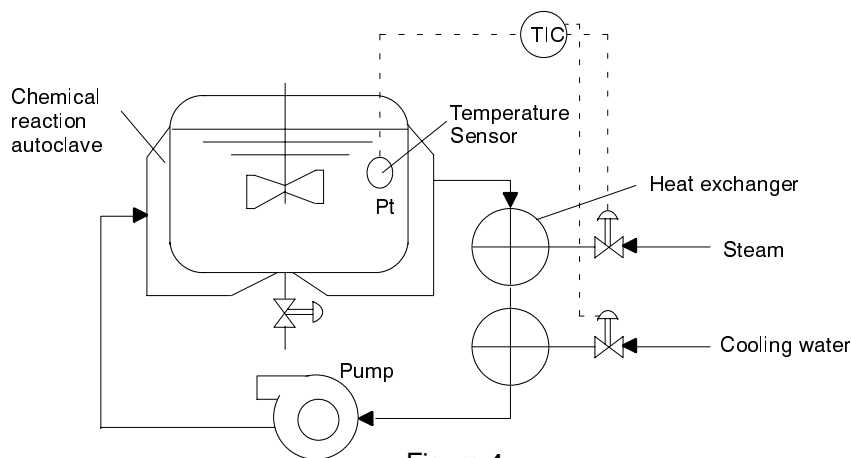 TIC
Chemical
reaction
autoclave
Temperature
Sensor
Pt
Heat exchanger
Steam
Cooling water
Pump